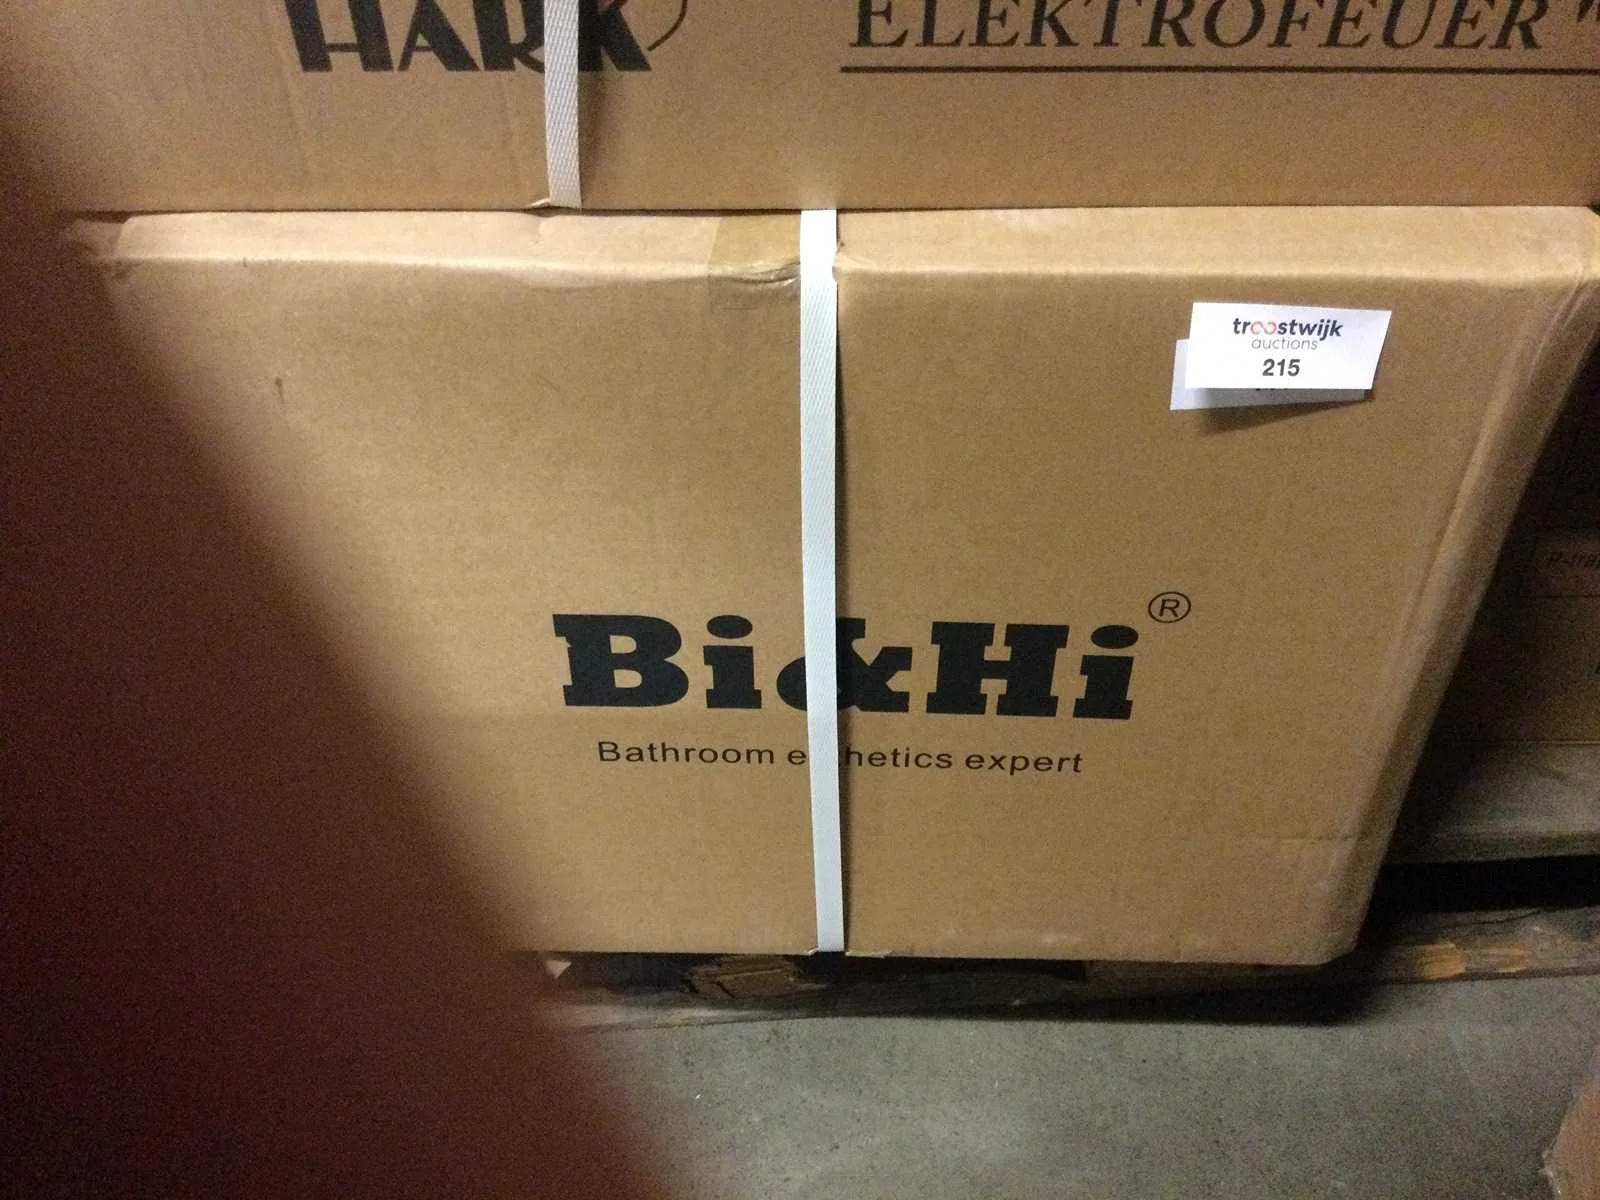 HARK
ELEKTROFEUER "
troostwijk
auctions
215
Bi&Hi®
Bathroom e hetics expert